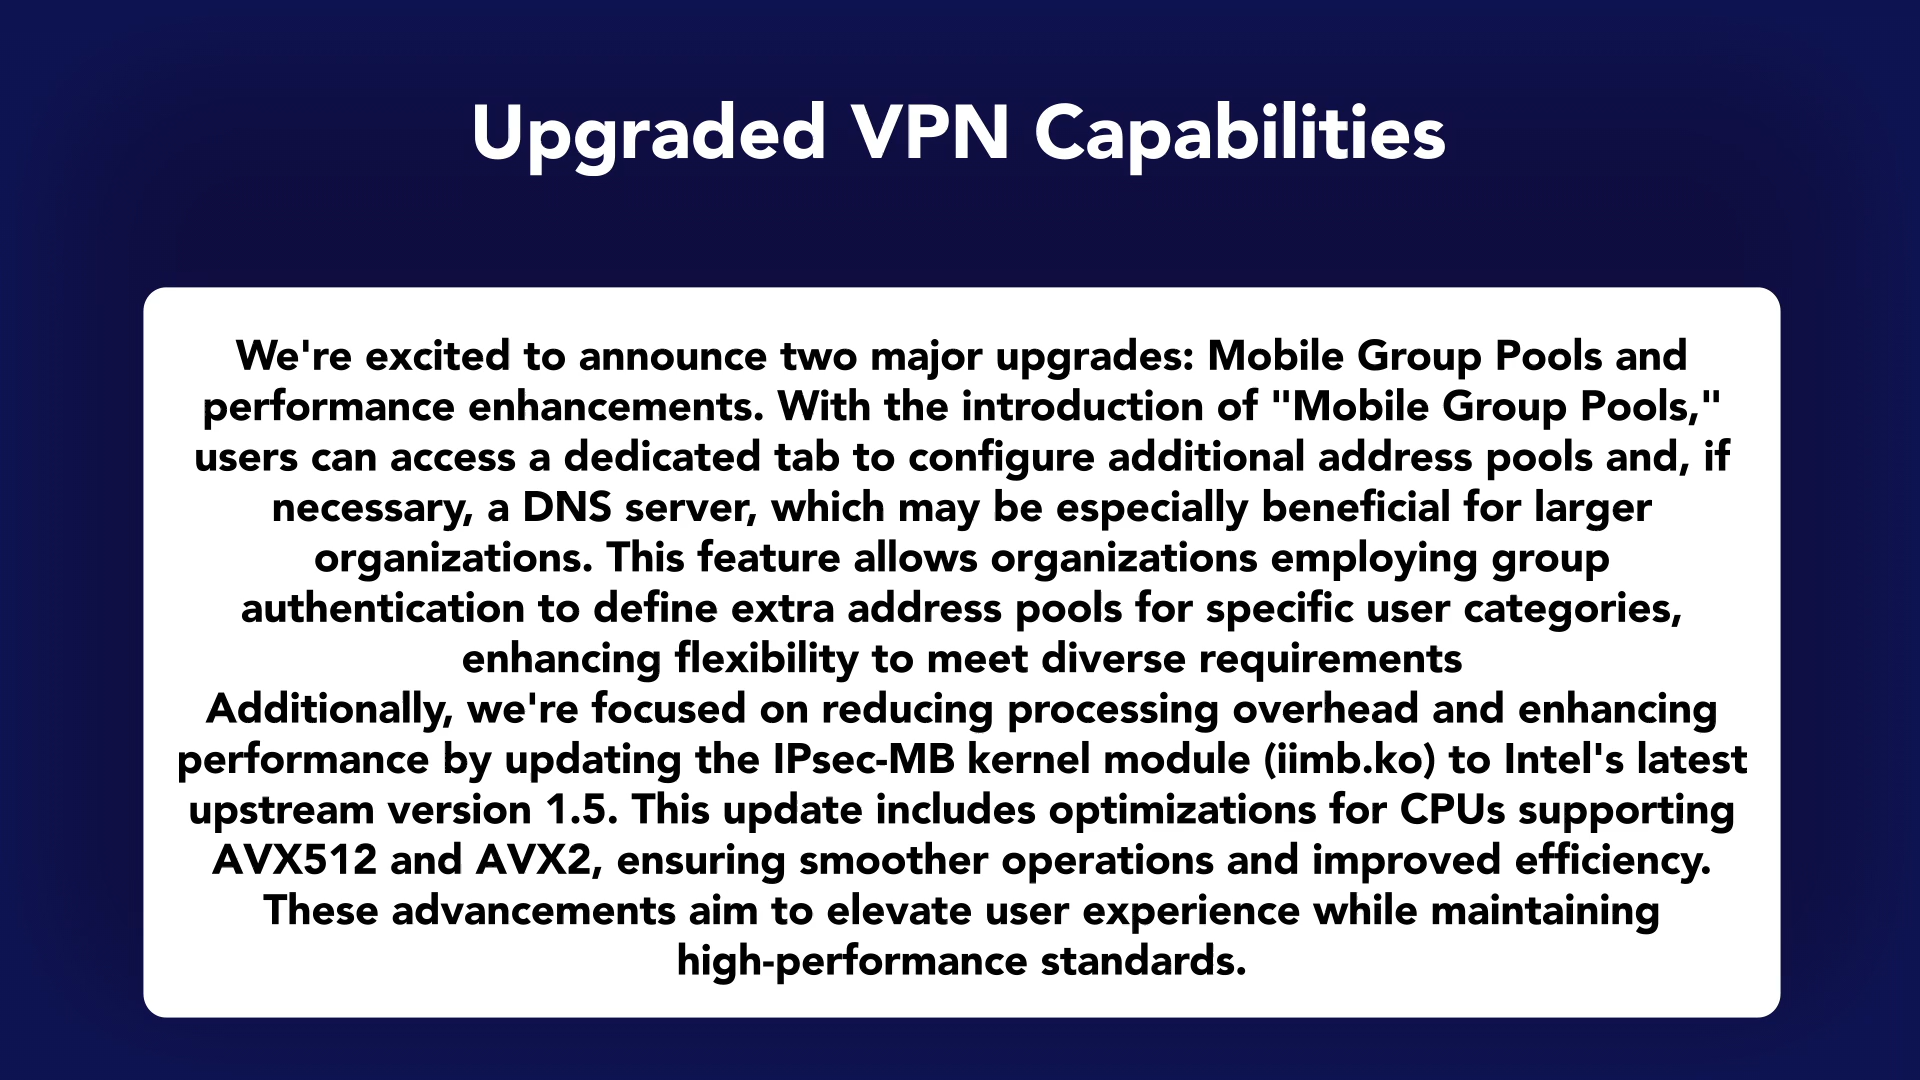 Upgraded VPN Capabilities
We're excited to announce two major upgrades: Mobile Group Pools and
performance enhancements. With the introduction of "Mobile Group Pools,"
users can access a dedicated tab to configure additional address pools and, if
necessary, a DNS server, which may be especially beneficial for larger
organizations. This feature allows organizations employing group
authentication to define extra address pools for specific user categories,
enhancing flexibility to meet diverse requirements
Additionally, we're focused on reducing processing overhead and enhancing
performance by updating the IPsec-MB kernel module (iimb.ko) to Intel's latest
upstream version 1.5. This update includes optimizations for CPUs supporting
AVX512 and AVX2, ensuring smoother operations and improved efficiency.
These advancements aim to elevate user experience while maintaining
high-performance standards.